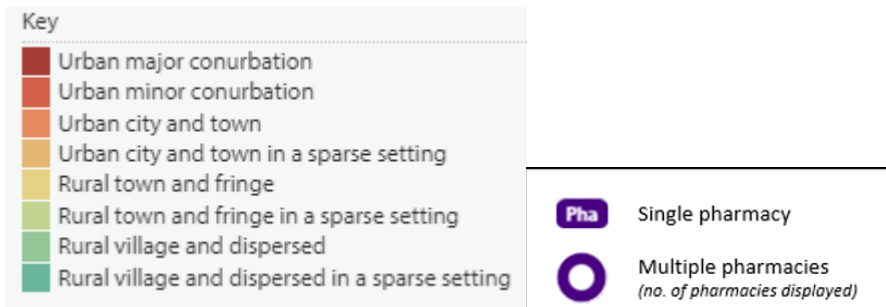 Key
Urban major conurbation
Urban minor conurbation
Urban city and town
Urban city and town in a sparse setting
Rural town and fringe
Rural town and fringe in a sparse setting
Rural village and dispersed
Rural village and dispersed in a sparse setting
Pha Single pharmacy
Multiple pharmacies
(no. of pharmacies displayed)